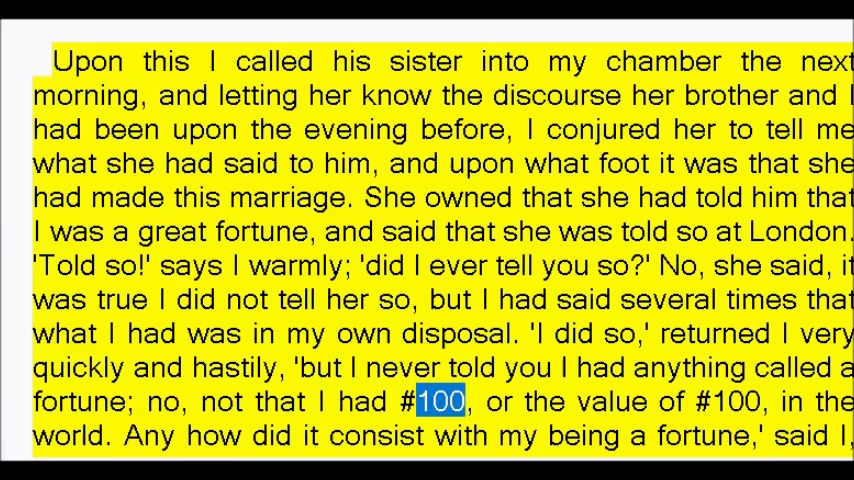 Upon this I called his sister into my chamber the next
morning, and letting her know the discourse her brother and I
had been upon the evening before, I conjured her to tell me
what she had said to him, and upon what foot it was that she
had made this marriage. She owned that she had told him that
I was a great fortune, and said that she was told so at London.
'Told so!' says I warmly; 'did I ever tell you so?' No, she said, it
was true I did not tell her so, but I had said several times that
what I had was in my own disposal. 'I did so,' returned I very
quickly and hastily, 'but I never told you I had anything called a
fortune; no, not that I had #100, or the value of #100, in the
world. Any how did it consist with my being a fortune,' said I,